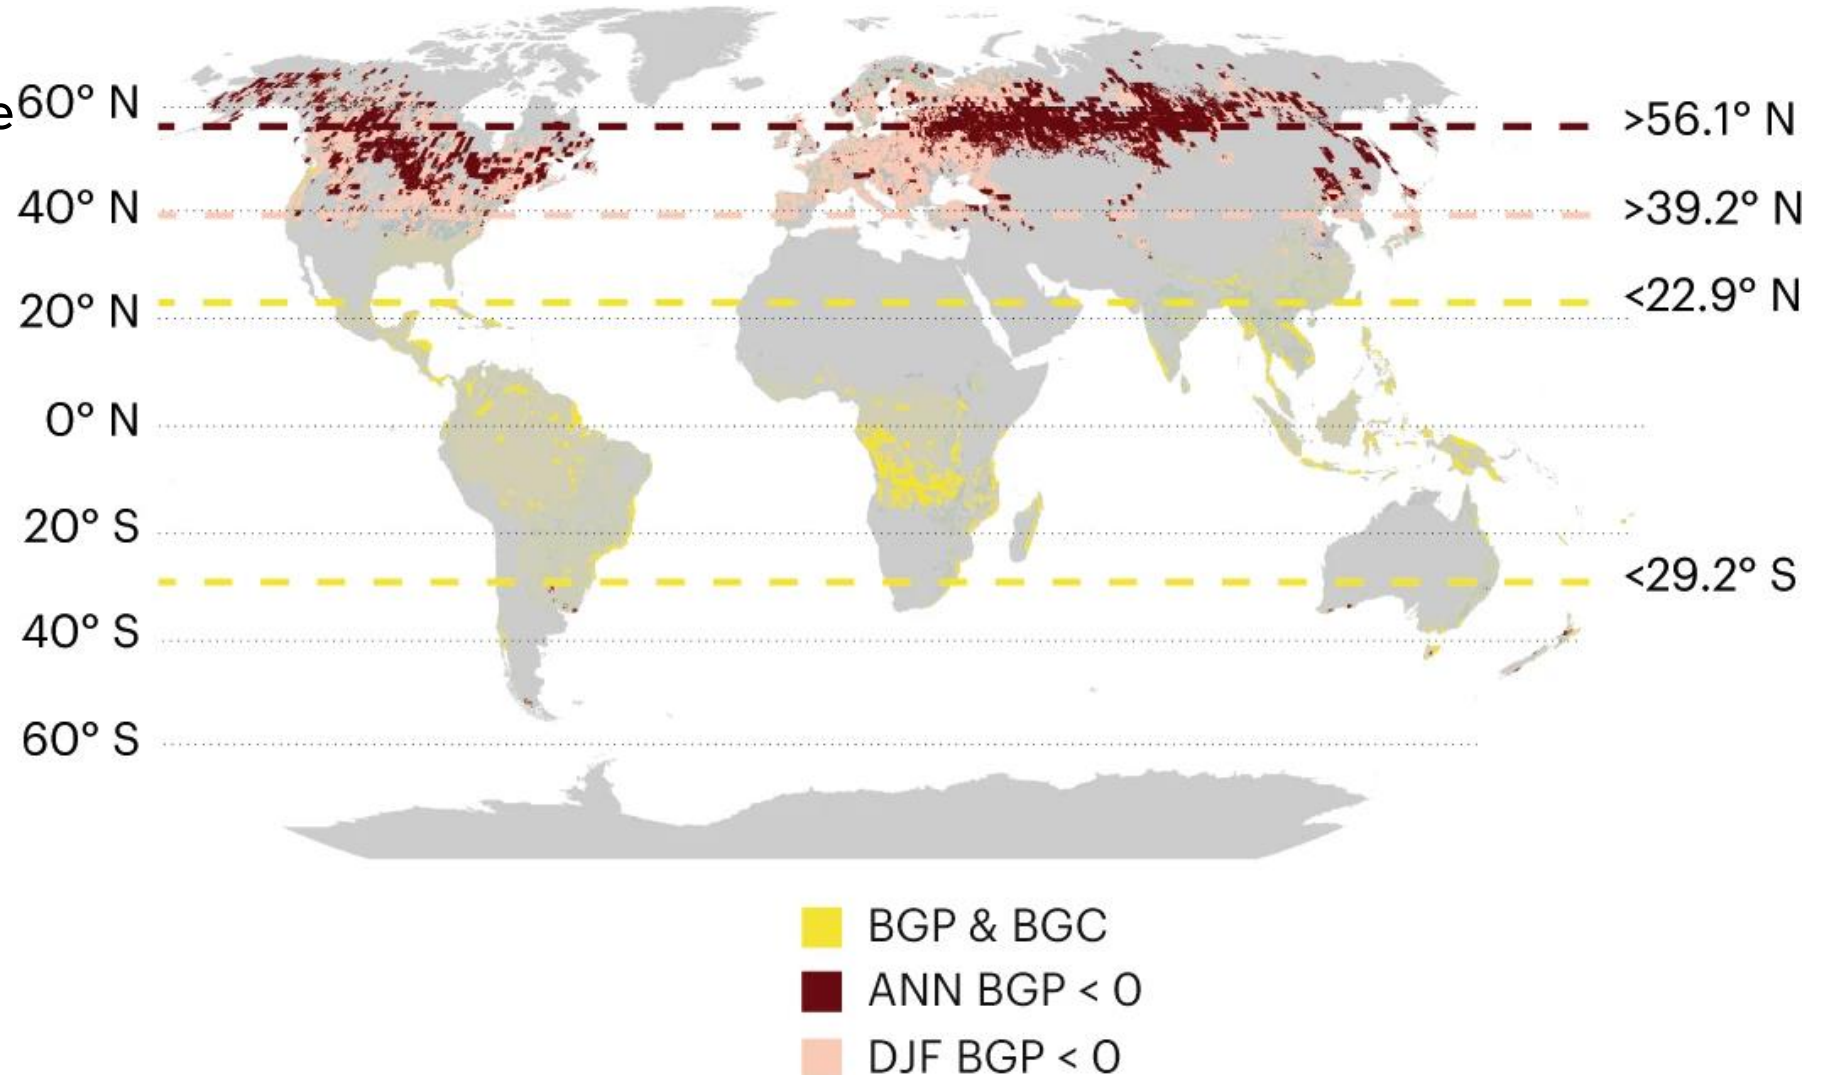 e
60° N
>56.1° N
40° N
>39.2° N
<22.9° N
20° N
0° N
20° S
<29.2° S
40° S
60° S
BGP & BGC
ANN BGP < 0
DJF BGP < 0